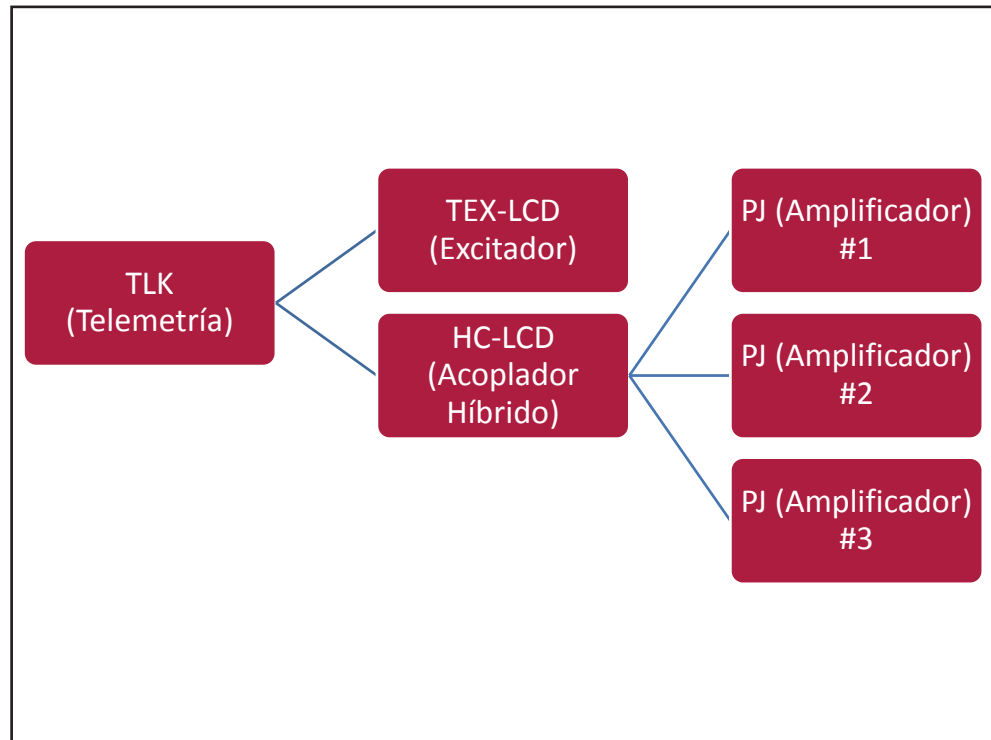 TLK
(Telemetría)
TEX-LCD
(Excitador)
HC-LCD
(Acoplador
Híbrido)
PJ (Amplificador)
#1
PJ (Amplificador)
#2
PJ (Amplificador)
#3